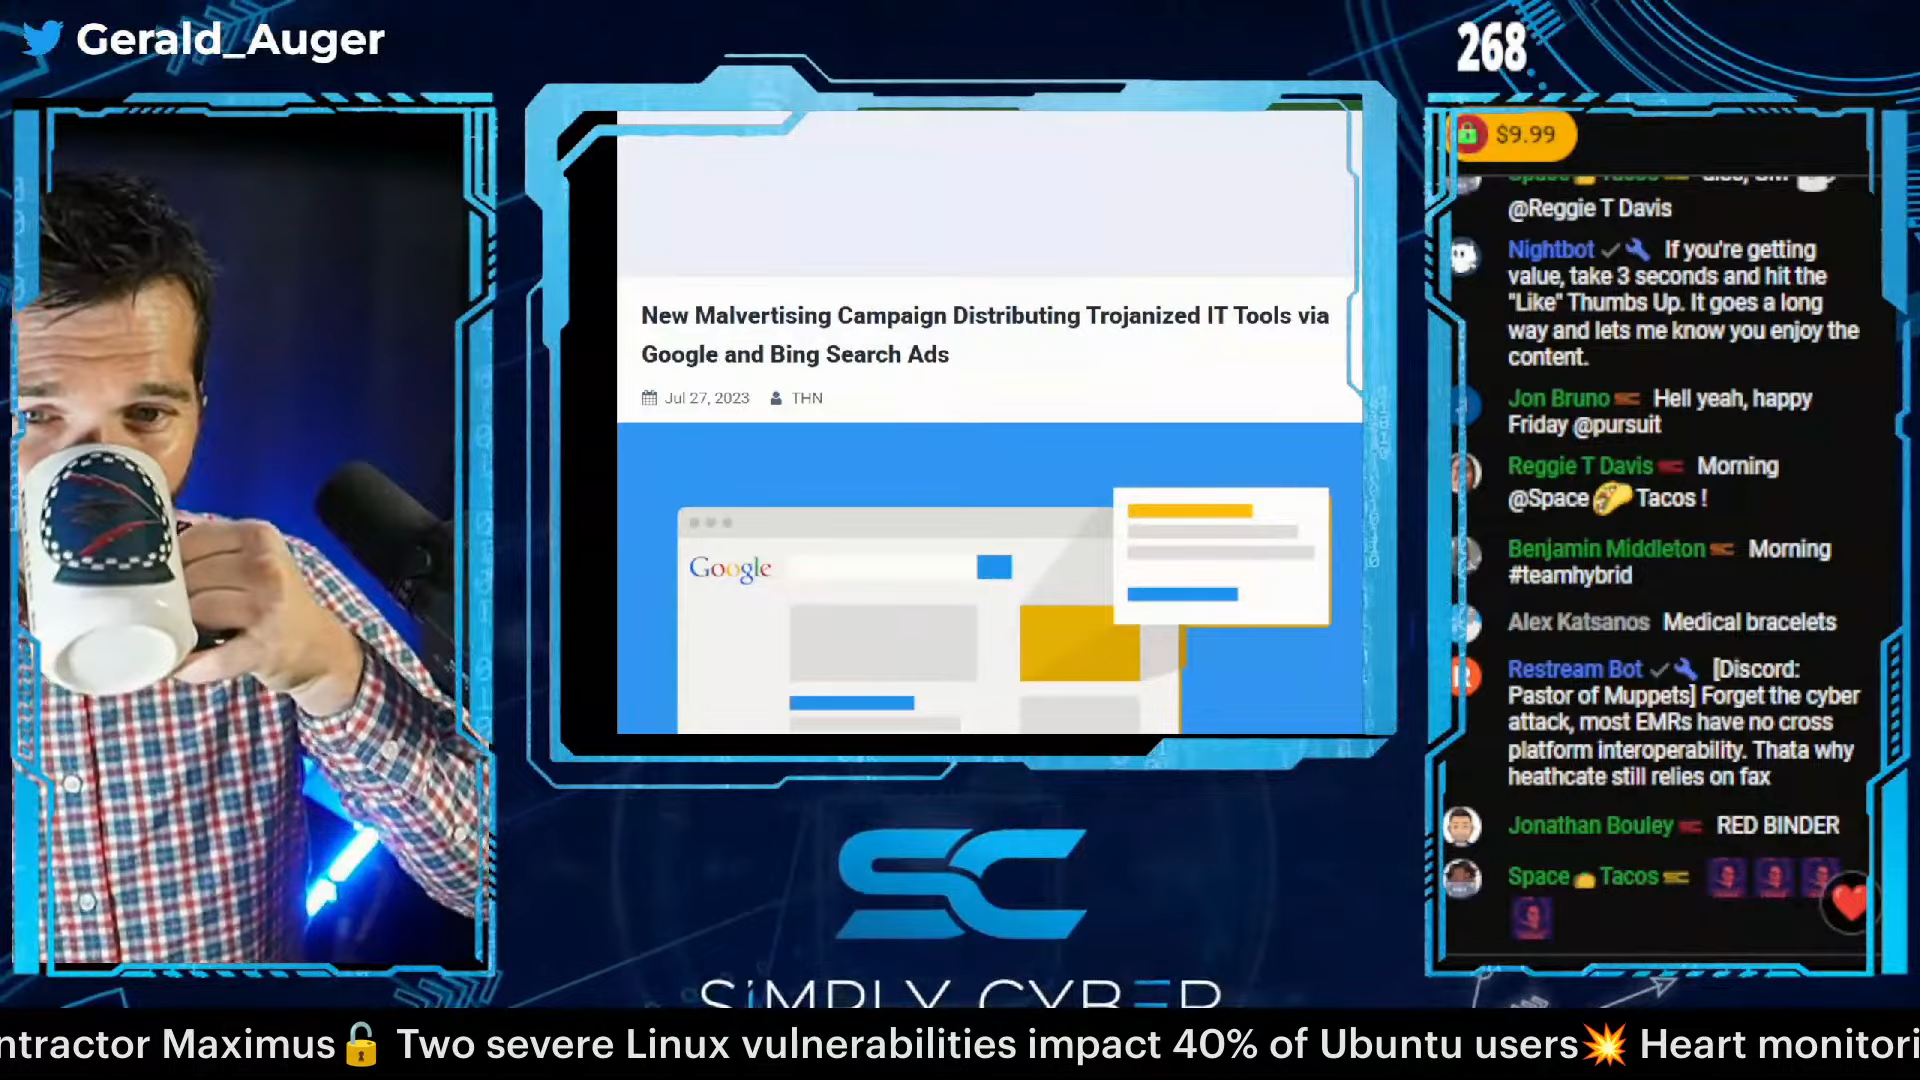 Gerald_Auger
268
New Malvertising Campaign Distributing Trojanized IT Tools via
Google and Bing Search Ads
Jul 27, 2023 THN
Google
SC
SiMPLY CYBER
$9.99
@Reggie T Davis
Nightbot If you're getting
value, take 3 seconds and hit the
"Like" Thumbs Up. It goes a long
way and lets me know you enjoy the
content.
Jon Bruno Hell yeah, happy
Friday @pursuit
Reggie T Davis Morning
@Space Tacos !
Benjamin Middleton Morning
#teamhybrid
Alex Katsanos Medical bracelets
Restream Bot [Discord:
Pastor of Muppets] Forget the cyber
attack, most EMRs have no cross
platform interoperability. Thata why
heathcate still relies on fax
Jonathan Bouley RED BINDER
Space Tacos
ntractor Maximus🔓 Two severe Linux vulnerabilities impact 40% of Ubuntu users💥 Heart monitori